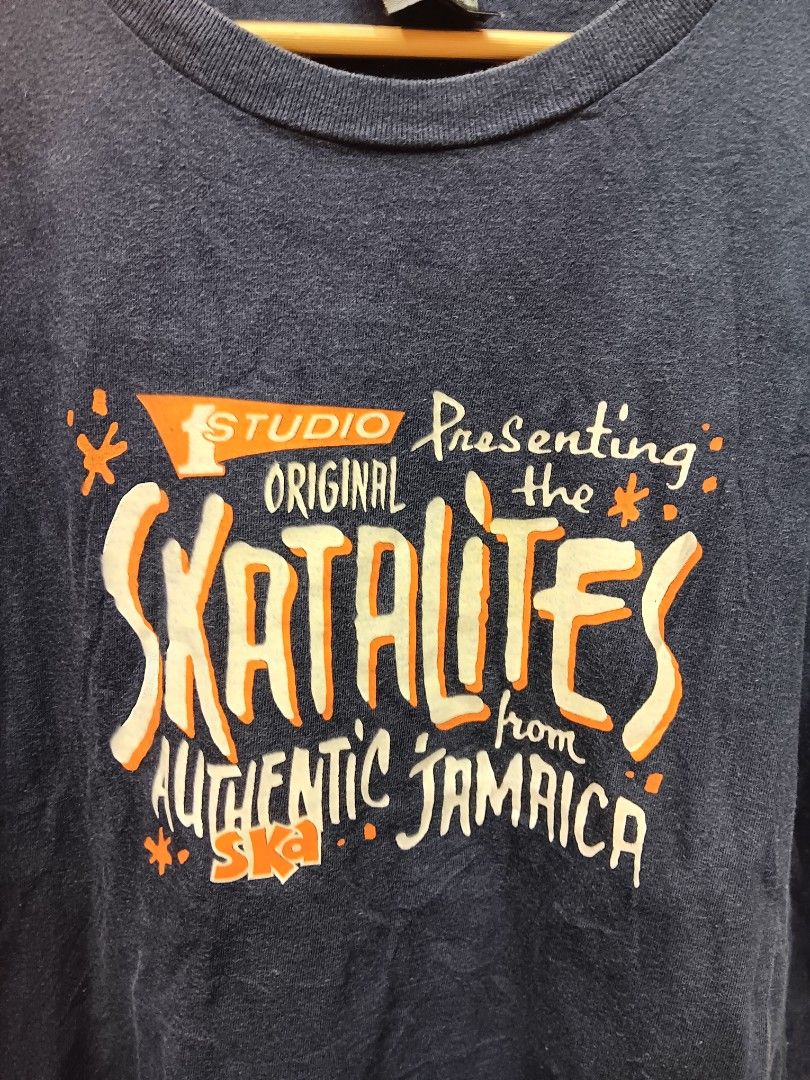 1 STUDIO Presenting
ORIGINAL the
SKATALITES
from
AUTHENTIC JAMAICA
SKa